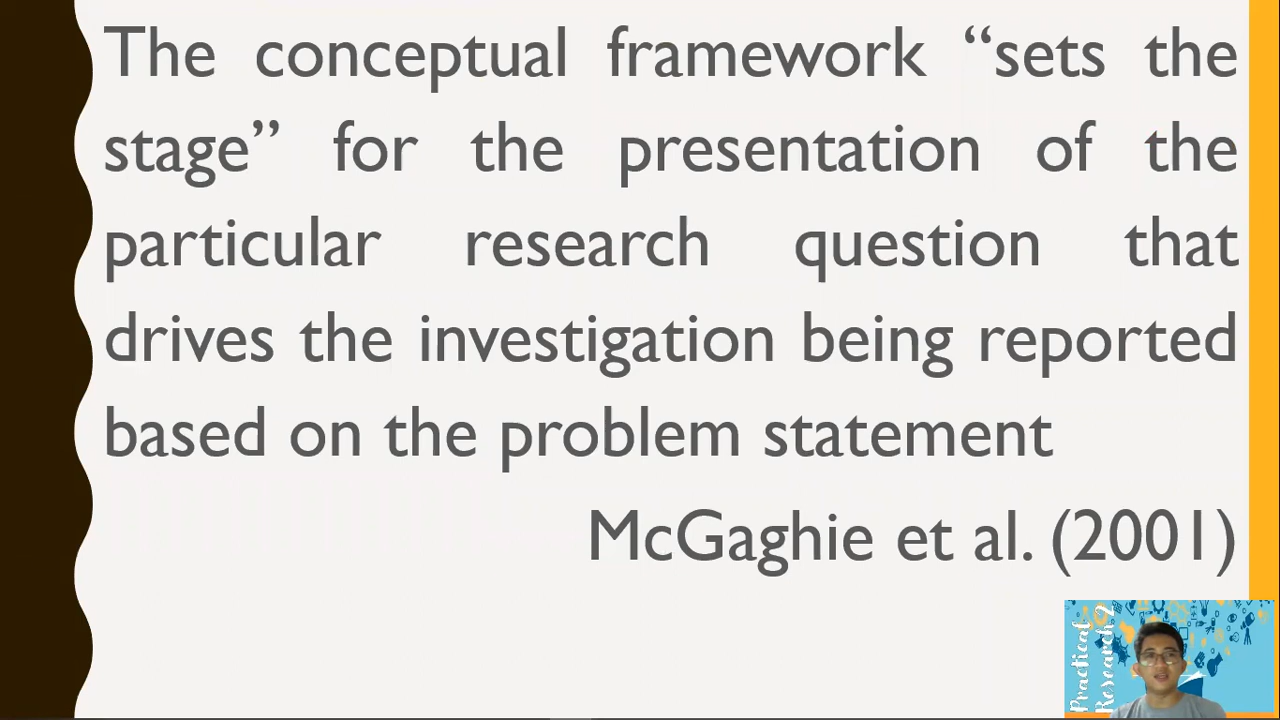 The conceptual framework “sets the
stage” for the presentation of the
particular research question that
drives the investigation being reported
based on the problem statement
McGaghie et al. (2001)
Practical
Research 2